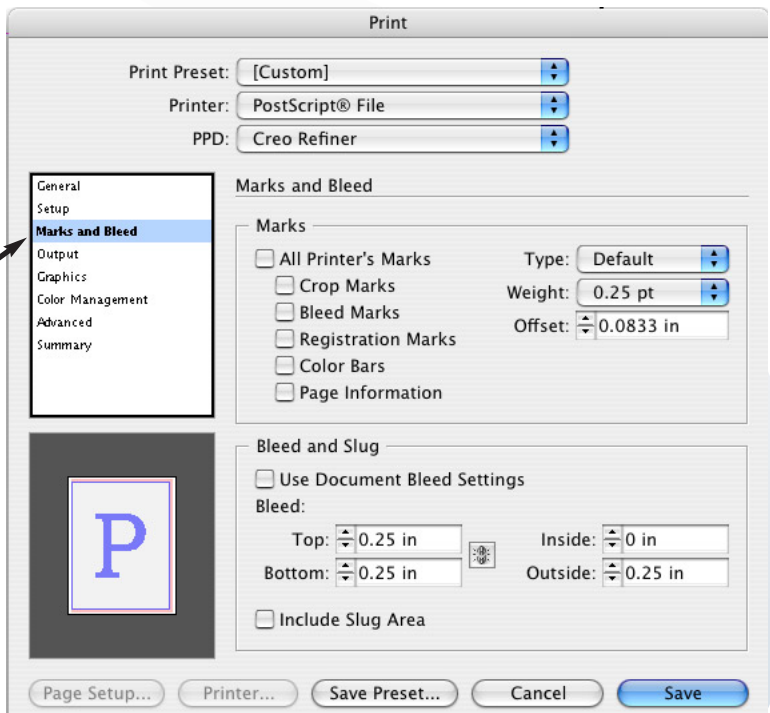 Print
Print Preset: [Custom]
Printer: PostScript® File
PPD: Creo Refiner
General
Setup
Marks and Bleed
Output
Graphics
Color Management
Advanced
Summary
Marks and Bleed
Marks
All Printer's Marks
Crop Marks
Bleed Marks
Registration Marks
Color Bars
Page Information
Type: Default
Weight: 0.25 pt
Offset: 0.0833 in
P
Bleed and Slug
Use Document Bleed Settings
Bleed:
Top: 0.25 in
Inside: 0 in
Bottom: 0.25 in
Outside: 0.25 in
Include Slug Area
Page Setup... Printer... Save Preset... Cancel Save